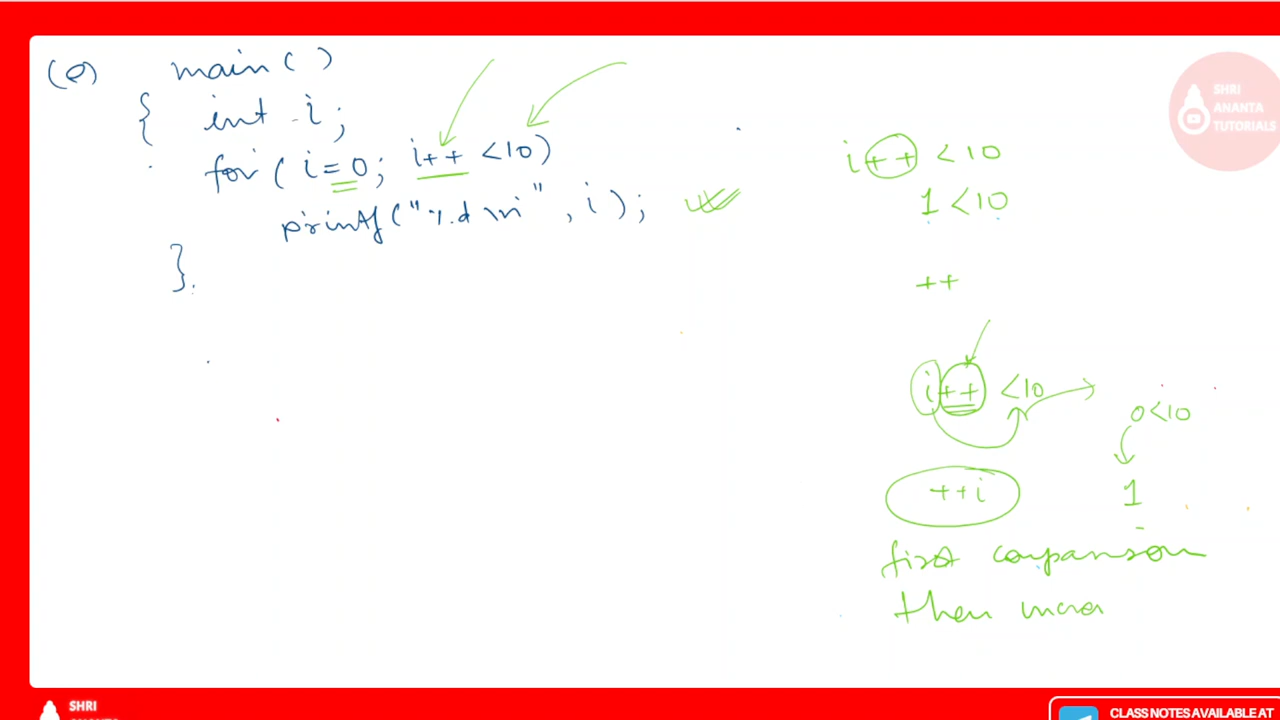 (e) main( )
{ int i;
for( i=0; i++ <10)
printf("%d\n", i);
}.
i++ <10
1 <10
++
i++ <10
0<10
++i
1
first comparison
then incre
SHRI
ANANTA
TUTORIALS
SHRI
CLASS NOTES AVAILABLE AT